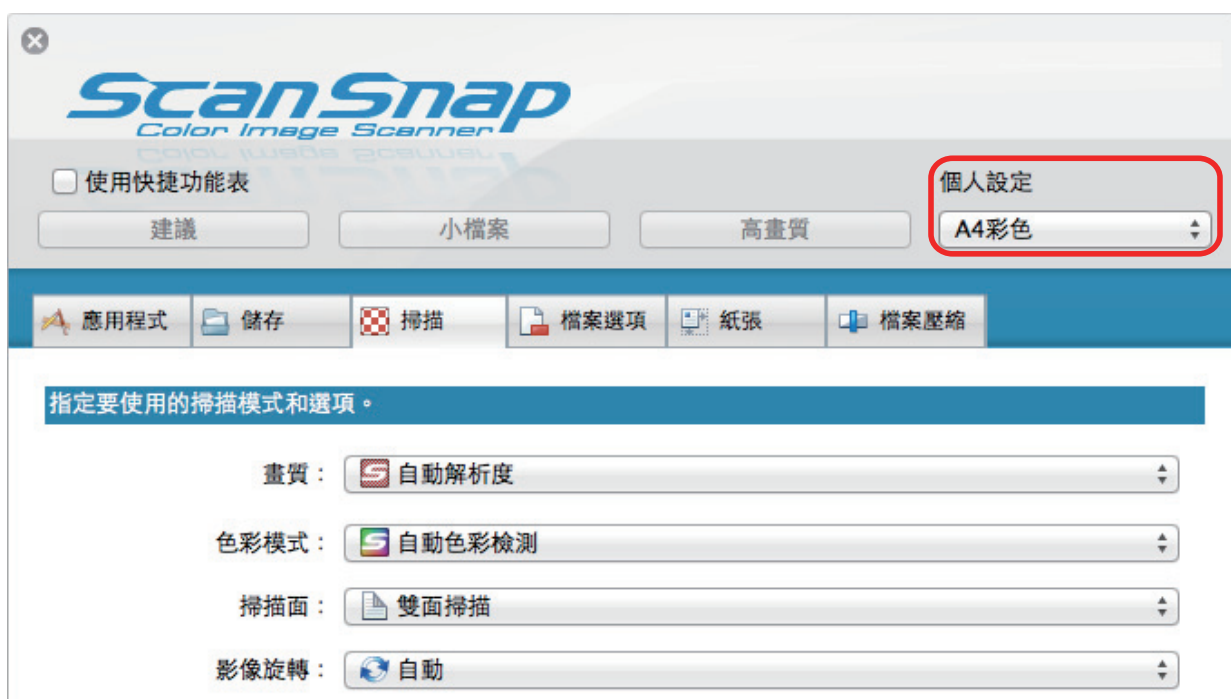 ScanSnap
Color Image Scanner
使用快捷功能表
個人設定
建議
小檔案
高畫質
A4彩色
應用程式
儲存
掃描
檔案選項
紙張
檔案壓縮
指定要使用的掃描模式和選項。
畫質：
自動解析度
色彩模式：
自動色彩檢測
掃描面：
雙面掃描
影像旋轉：
自動